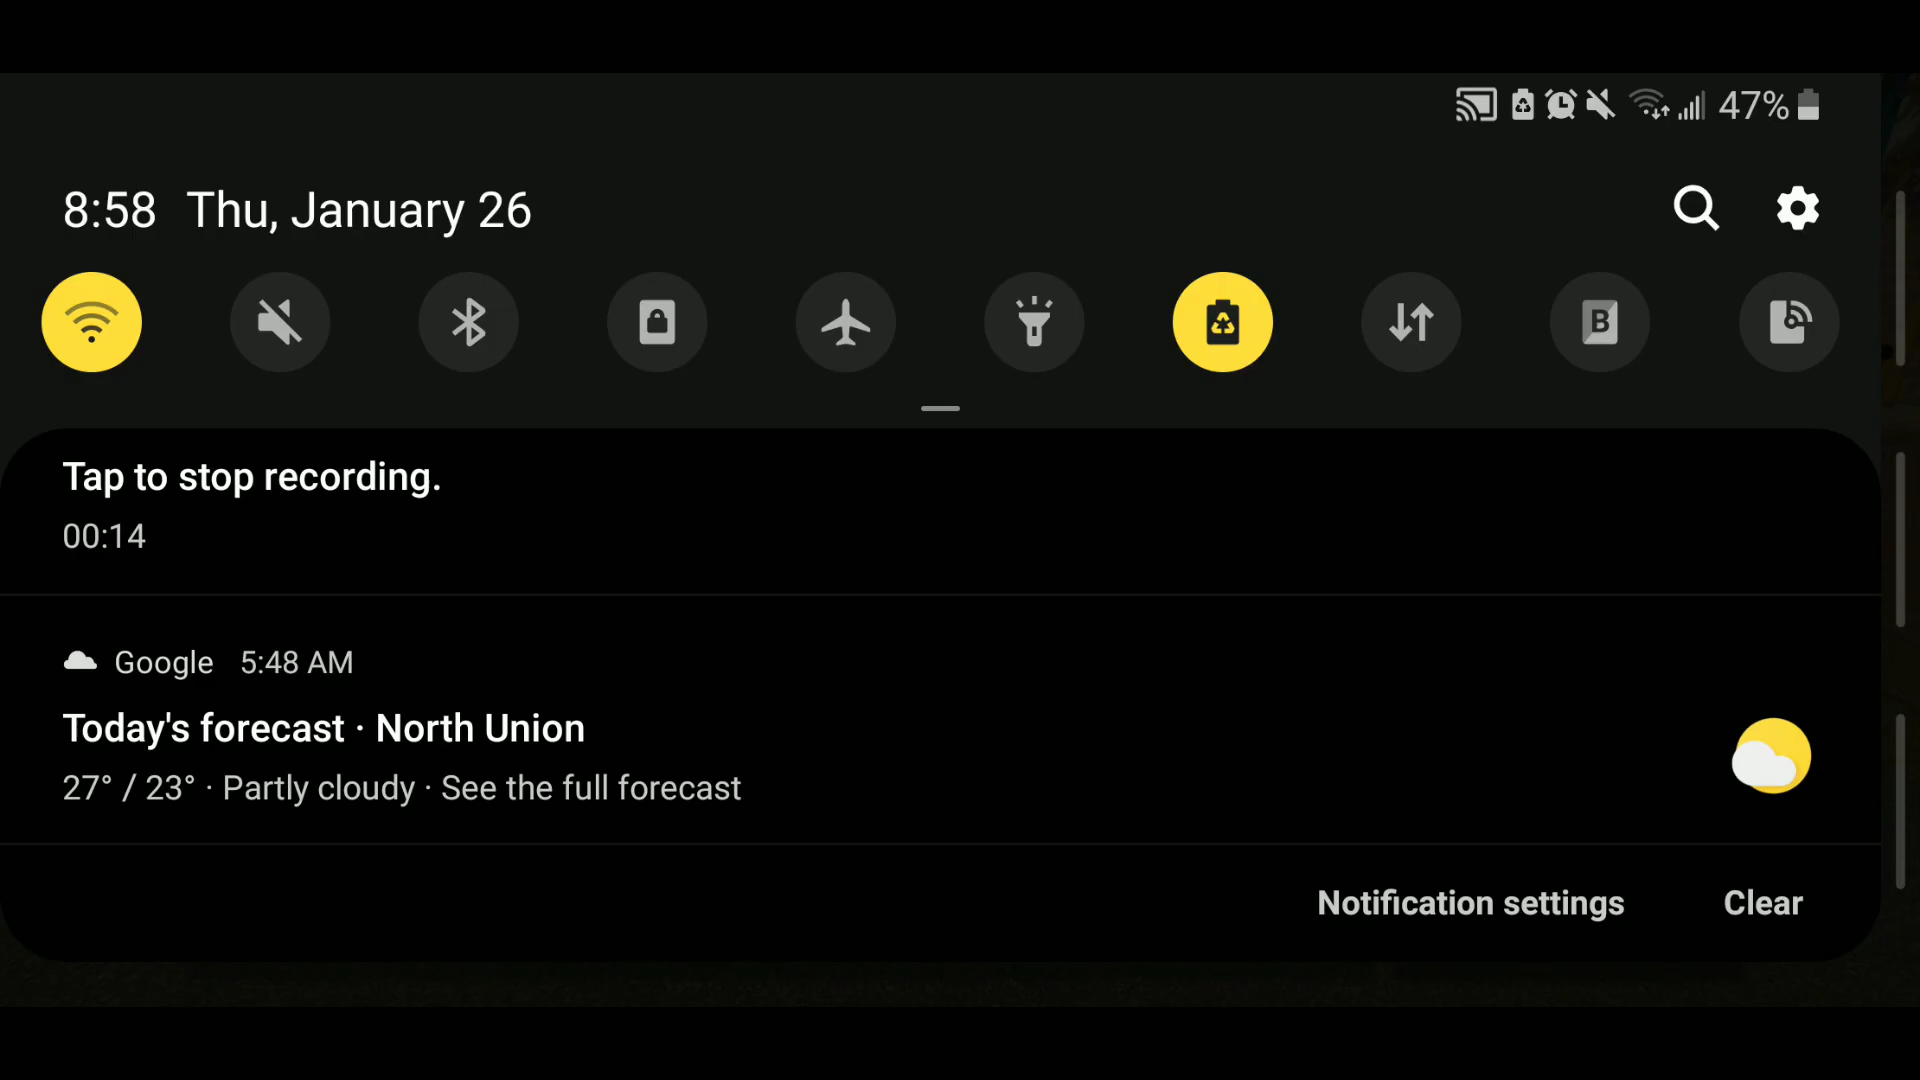 47%
8:58 Thu, January 26
B
Tap to stop recording.
00:14
Google 5:48 AM
Today's forecast · North Union
27° / 23° · Partly cloudy · See the full forecast
Notification settings Clear